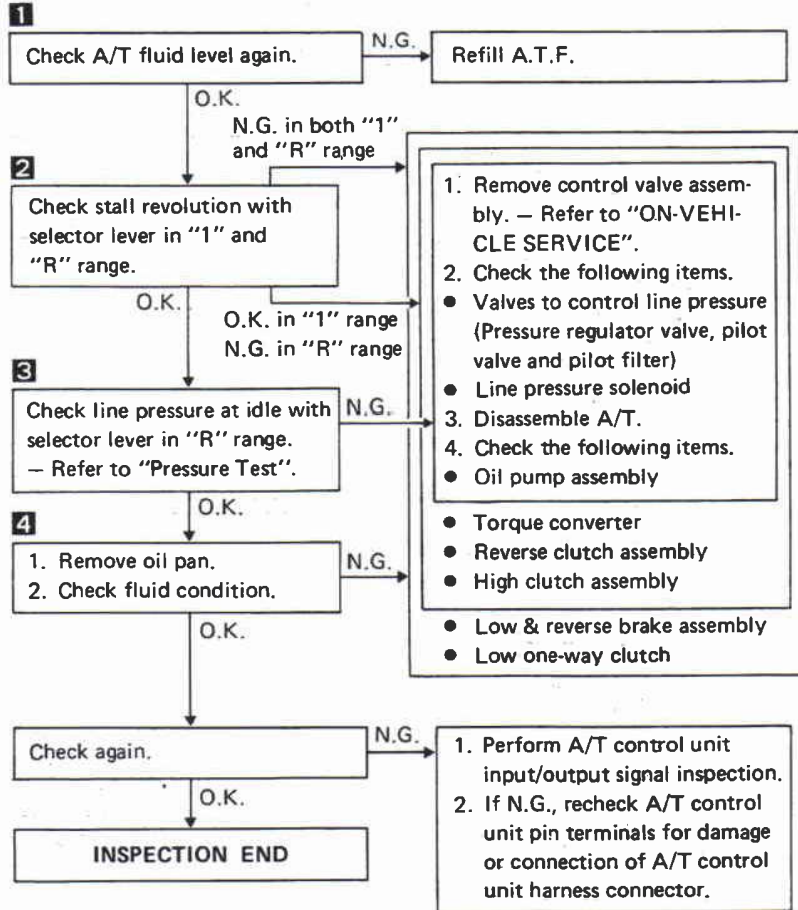 1
Check A/T fluid level again.
N.G.
Refill A.T.F.
O.K.
N.G. in both "1"
and "R" range
2
Check stall revolution with
selector lever in "1" and
"R" range.
O.K.
O.K. in "1" range
N.G. in "R" range
3
Check line pressure at idle with
selector lever in "R" range.
— Refer to "Pressure Test".
N.G.
O.K.
4
1. Remove oil pan.
2. Check fluid condition.
N.G.
O.K.
1. Remove control valve assem-
bly. — Refer to "ON-VEHI-
CLE SERVICE".
2. Check the following items.
● Valves to control line pressure
(Pressure regulator valve, pilot
valve and pilot filter)
● Line pressure solenoid
3. Disassemble A/T.
4. Check the following items.
● Oil pump assembly
● Torque converter
● Reverse clutch assembly
● High clutch assembly
● Low & reverse brake assembly
● Low one-way clutch
Check again.
N.G.
O.K.
1. Perform A/T control unit
input/output signal inspection.
2. If N.G., recheck A/T control
unit pin terminals for damage
or connection of A/T control
unit harness connector.
INSPECTION END